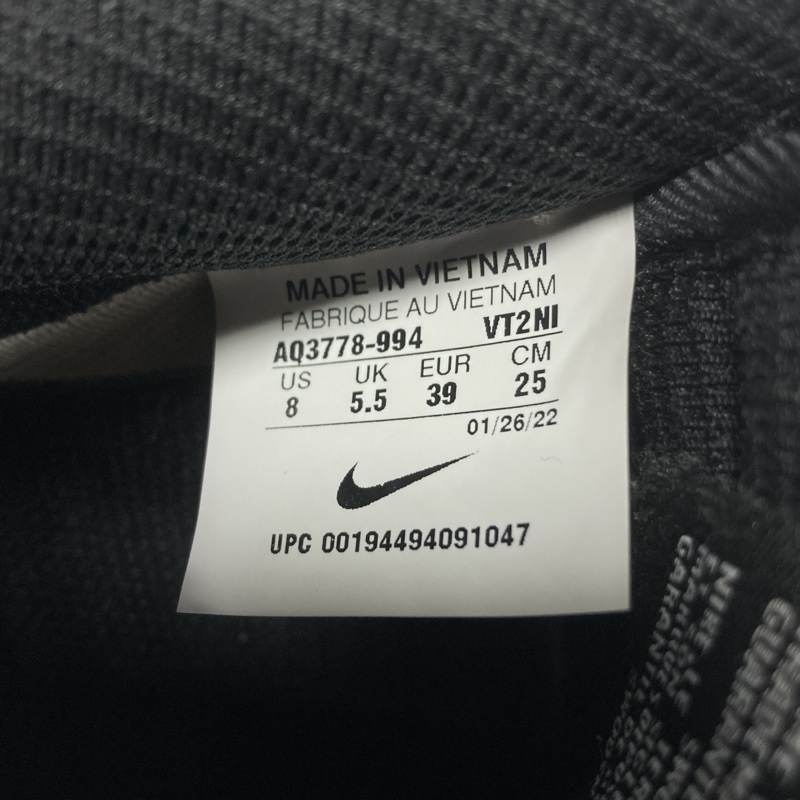 MADE IN VIETNAM
FABRIQUE AU VIETNAM
AQ3778-994 VT2NI
US UK EUR CM
8 5.5 39 25
01/26/22
UPC 00194494091047
NIKE